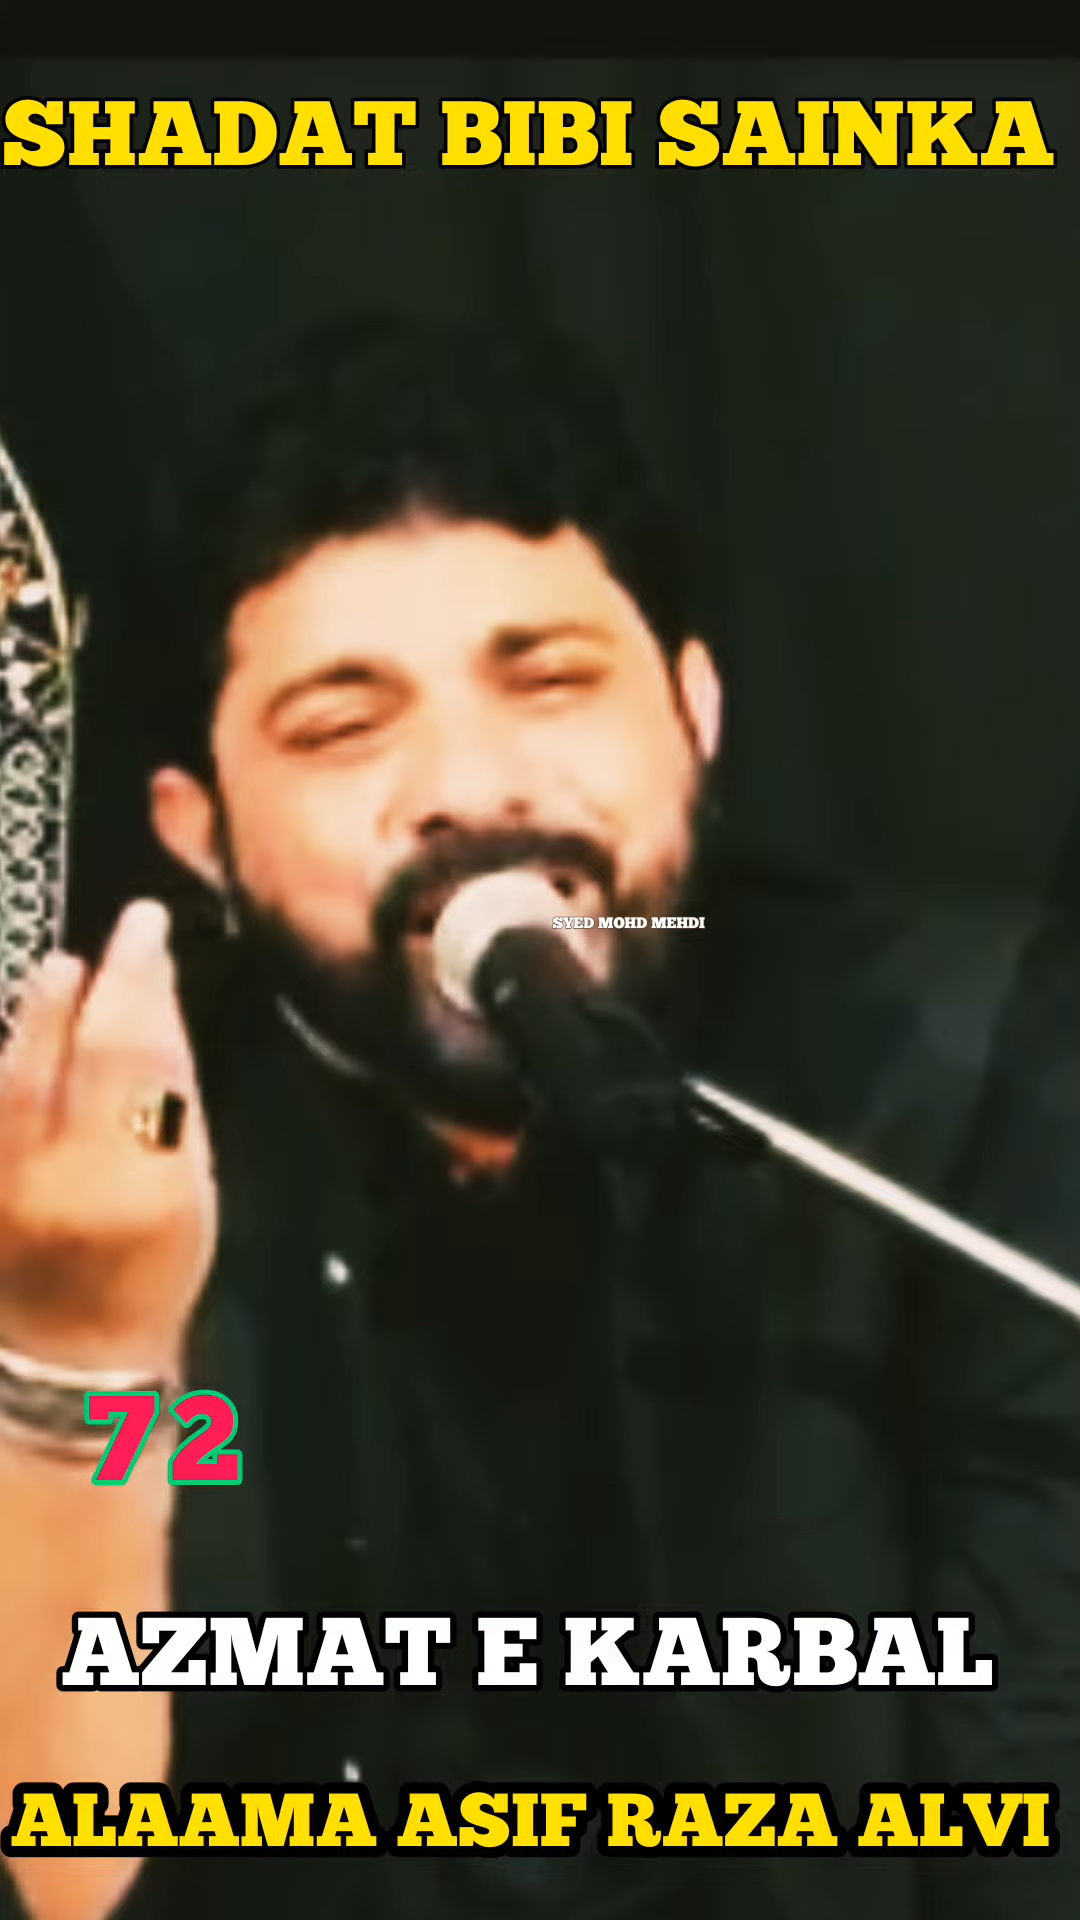 SHADAT BIBI SAINKA
SYED MOHD MEHDI
72
AZMAT E KARBAL
ALAAMA ASIF RAZA ALVI